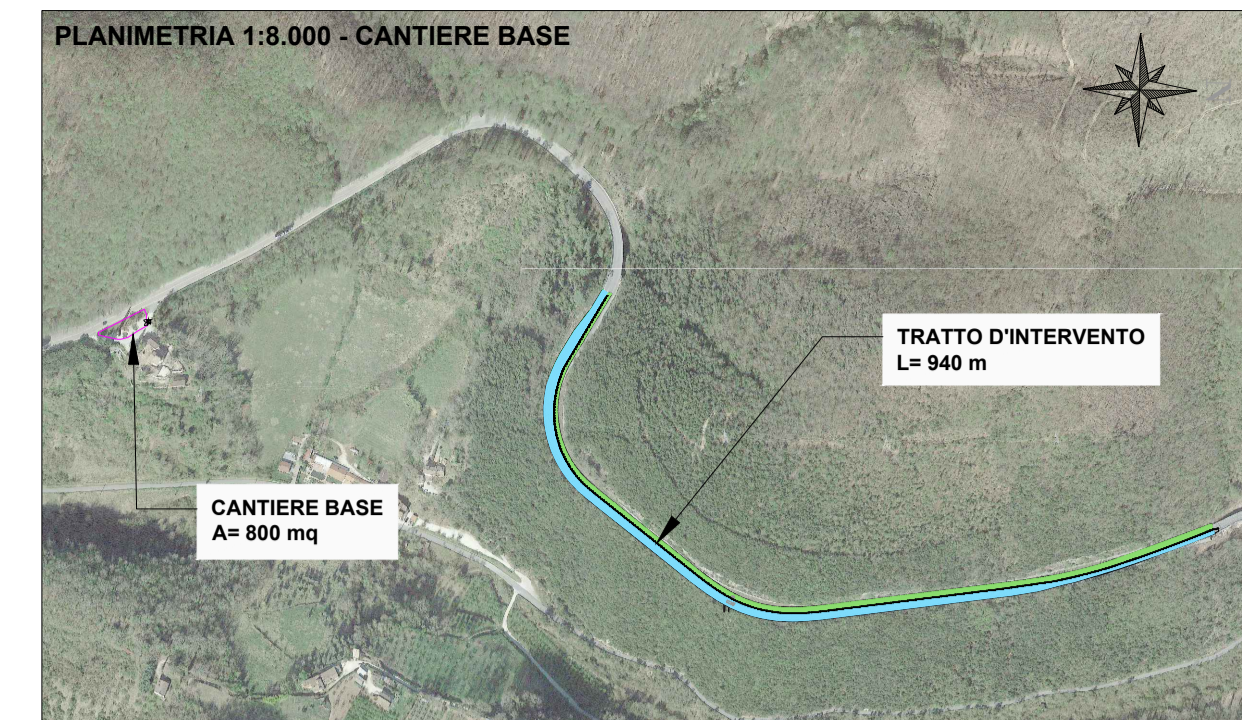 PLANIMETRIA 1:8.000 - CANTIERE BASE
TRATTO D'INTERVENTO
L= 940 m
CANTIERE BASE
A= 800 mq